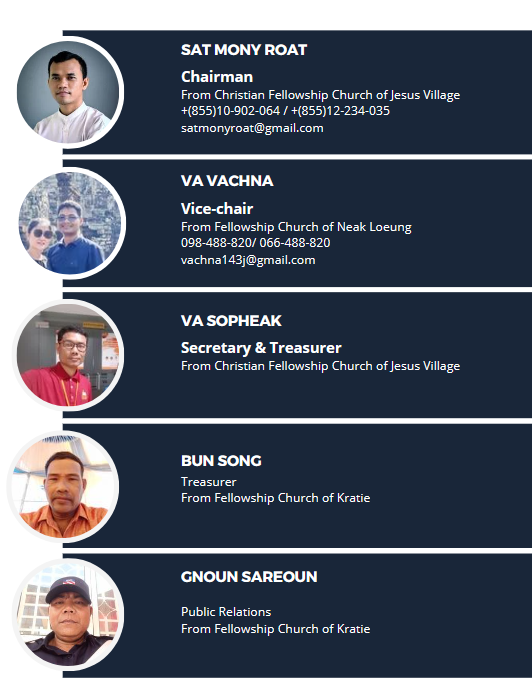 SAT MONY ROAT
Chairman
From Christian Fellowship Church of Jesus Village
+(855)10-902-064 / +(855)12-234-035
satmonyroat@gmail.com
VA VACHNA
Vice-chair
From Fellowship Church of Neak Loeung
098-488-820/ 066-488-820
vachna143j@gmail.com
VA SOPHEAK
Secretary & Treasurer
From Christian Fellowship Church of Jesus Village
BUN SONG
Treasurer
From Fellowship Church of Kratie
GNOUN SAREOUN
Public Relations
From Fellowship Church of Kratie